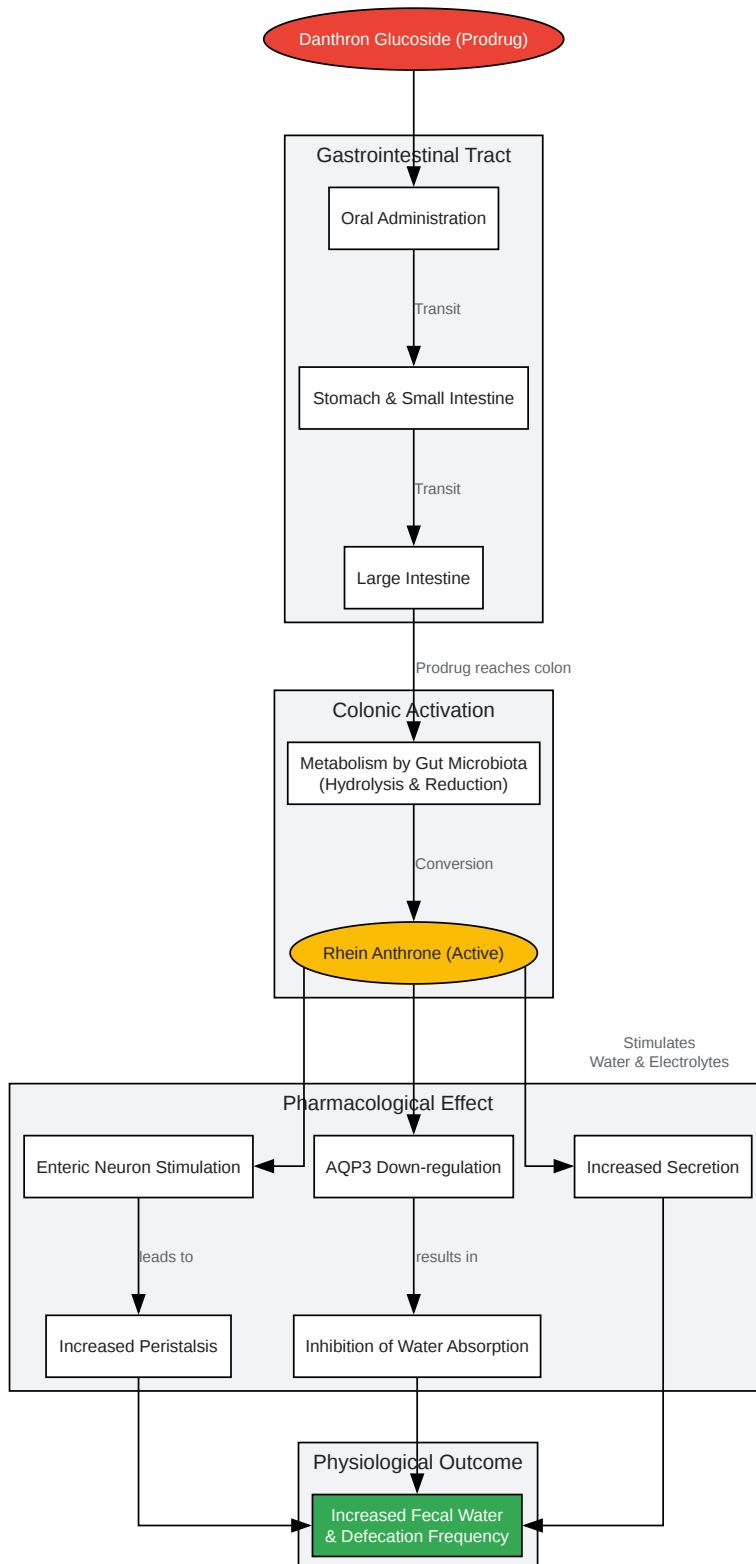 Danthron Glucoside (Prodrug)
Gastrointestinal Tract
Oral Administration
Transit
Stomach & Small Intestine
Transit
Large Intestine
Prodrug reaches colon
Colonic Activation
Metabolism by Gut Microbiota
(Hydrolysis & Reduction)
Conversion
Rhein Anthrone (Active)
Stimulates
Water & Electrolytes
Pharmacological Effect
Enteric Neuron Stimulation
AQP3 Down-regulation
Increased Secretion
leads to
results in
Increased Peristalsis
Inhibition of Water Absorption
Physiological Outcome
Increased Fecal Water
& Defecation Frequency